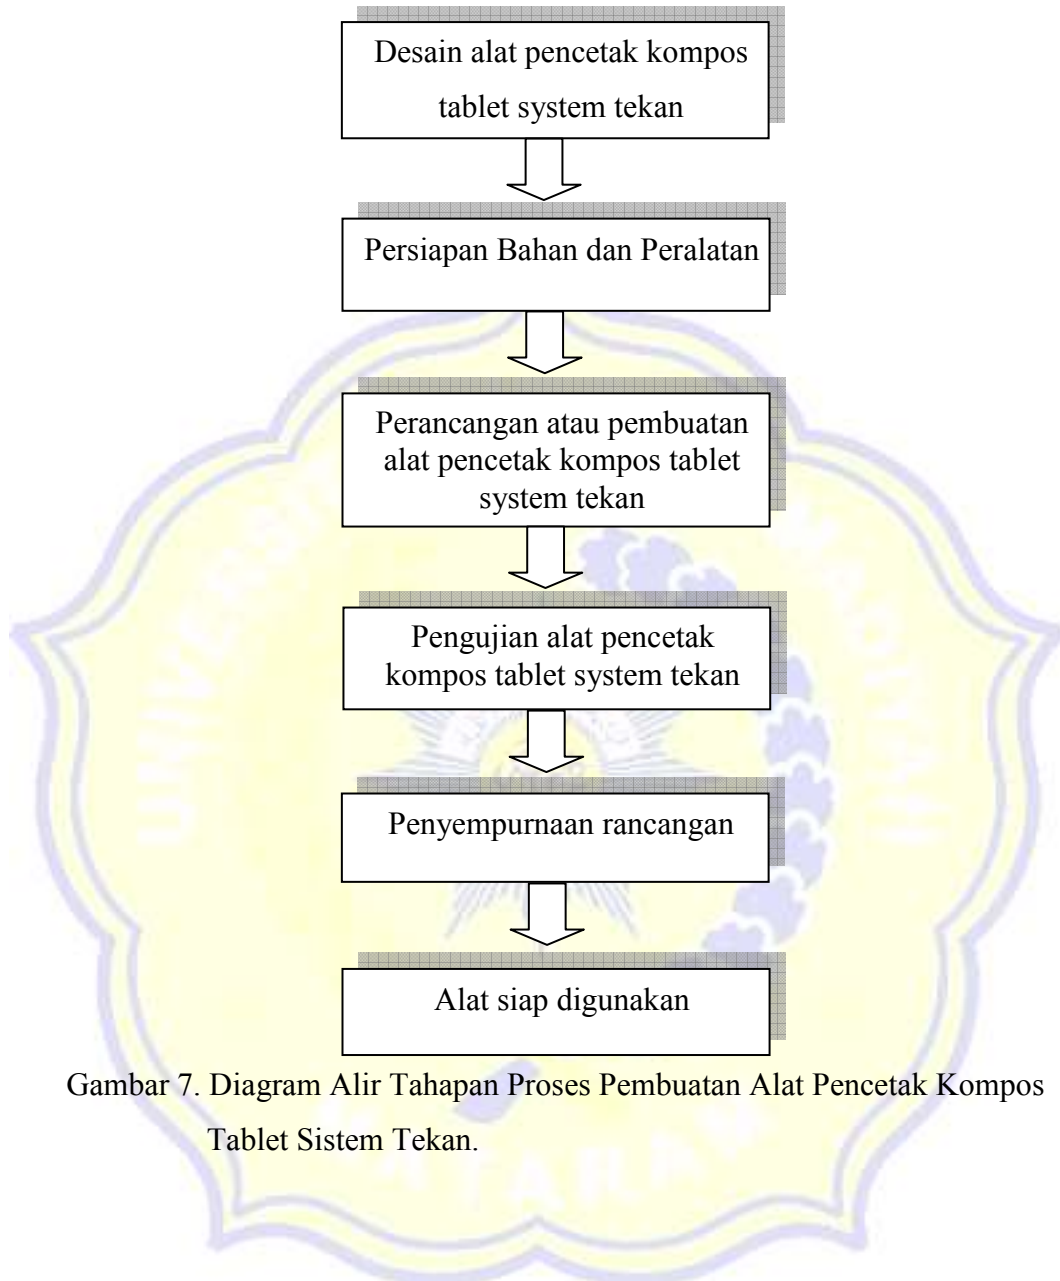 Desain alat pencetak kompos
tablet system tekan
Persiapan Bahan dan Peralatan
Perancangan atau pembuatan
alat pencetak kompos tablet
system tekan
Pengujian alat pencetak
kompos tablet system tekan
Penyempurnaan rancangan
Alat siap digunakan
Gambar 7. Diagram Alir Tahapan Proses Pembuatan Alat Pencetak Kompos
Tablet Sistem Tekan.
MATARAM